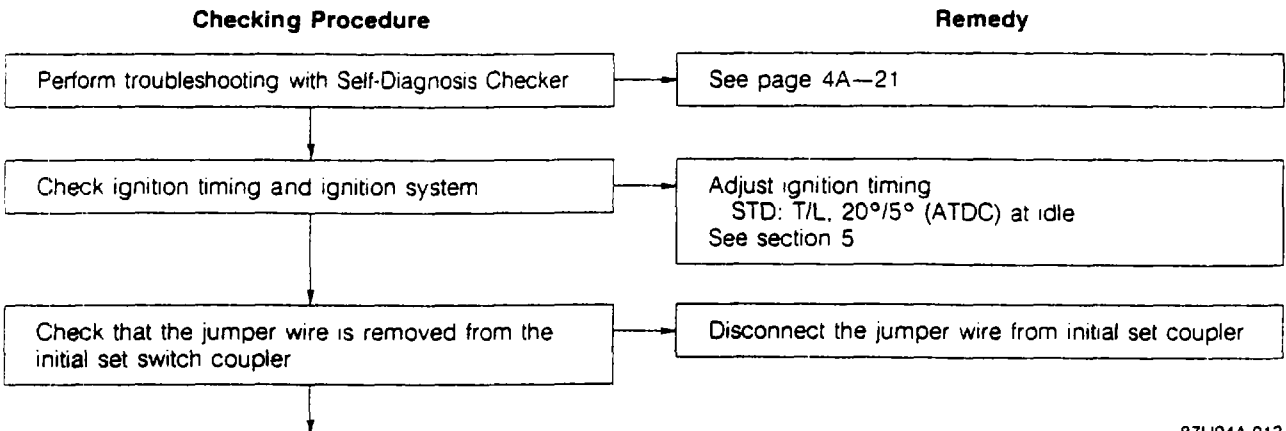 Checking Procedure
Remedy
Perform troubleshooting with Self-Diagnosis Checker
See page 4A—21
Check ignition timing and ignition system
Adjust ignition timing
STD: T/L, 20°/5° (ATDC) at idle
See section 5
Check that the jumper wire is removed from the
initial set switch coupler
Disconnect the jumper wire from initial set coupler